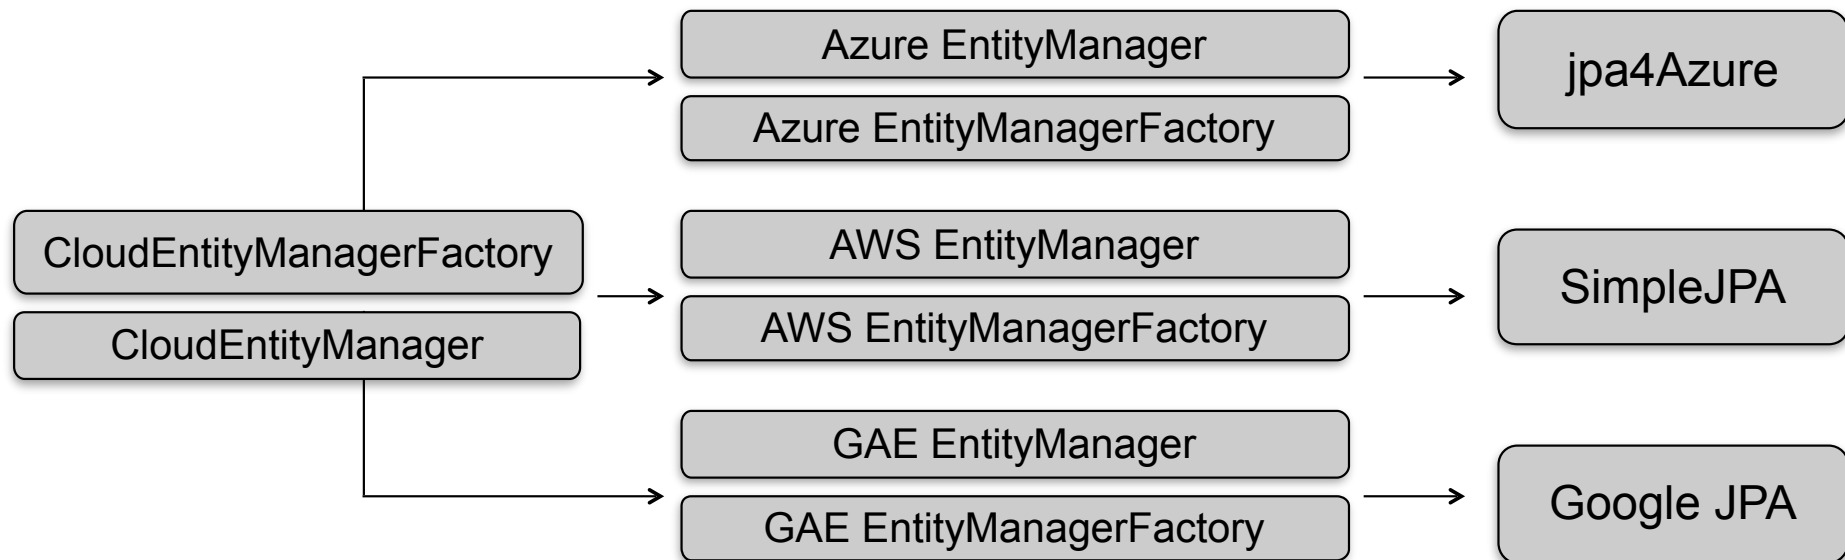 Azure EntityManager
Azure EntityManagerFactory
jpa4Azure
CloudEntityManagerFactory
CloudEntityManager
AWS EntityManager
AWS EntityManagerFactory
SimpleJPA
GAE EntityManager
GAE EntityManagerFactory
Google JPA